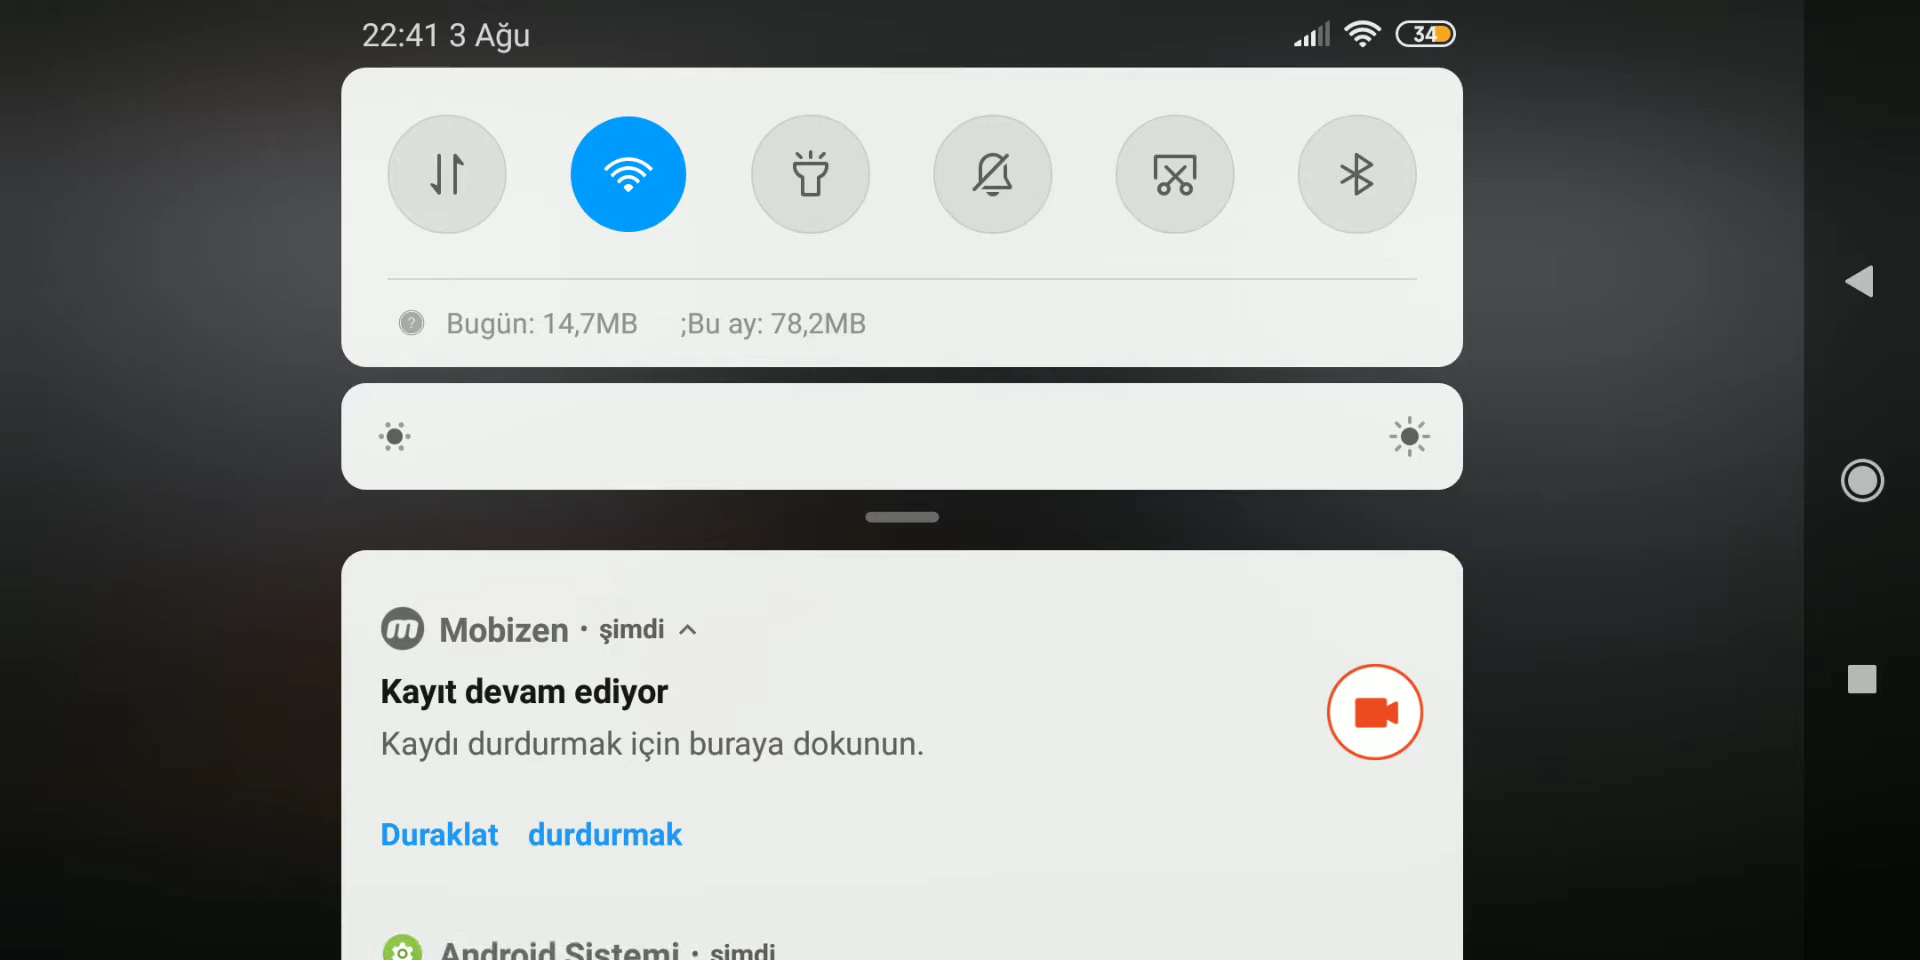 22:41 3 Ağu
34
Bugün: 14,7MB ;Bu ay: 78,2MB
Mobizen • şimdi
Kayıt devam ediyor
Kaydı durdurmak için buraya dokunun.
Duraklat durdurmak
Android Sistemi • şimdi